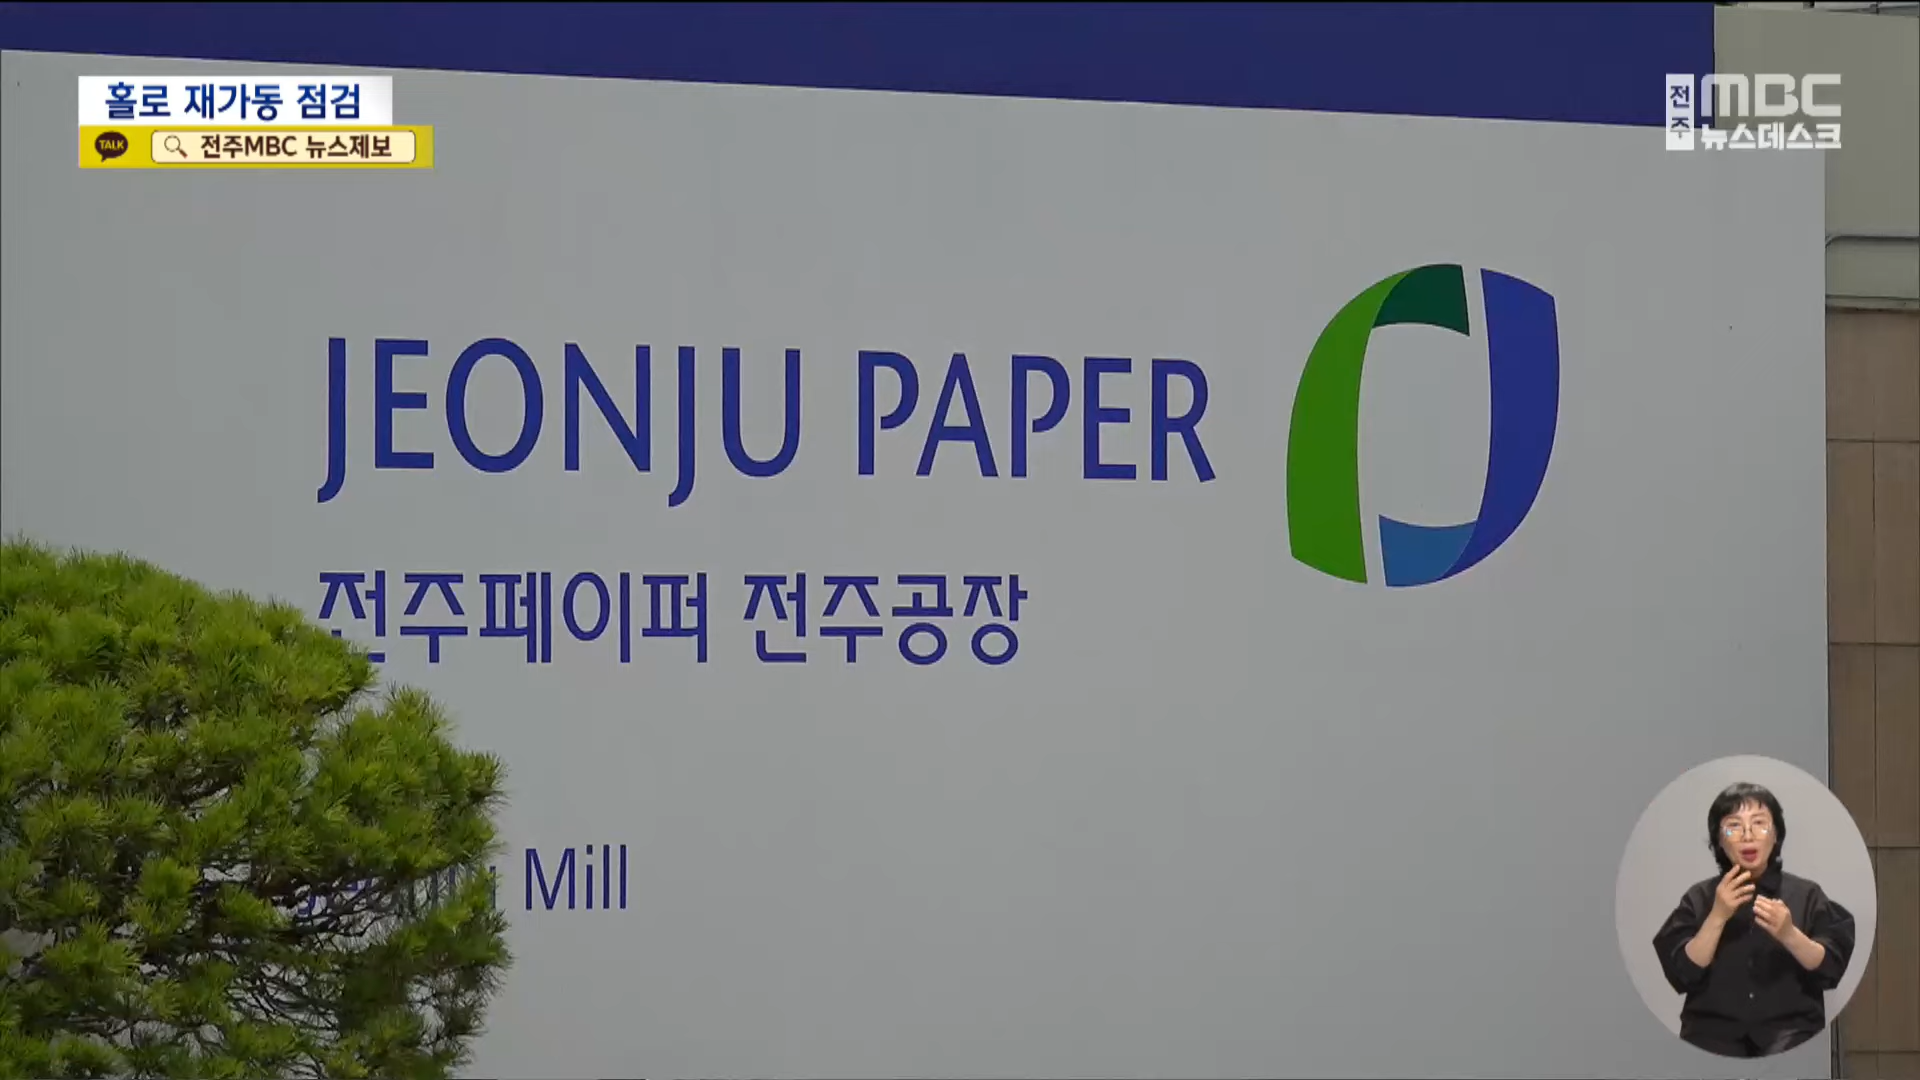 홀로 재가동 점검
TALK 전주MBC 뉴스제보
전주 MBC
뉴스데스크
JEONJU PAPER
전주페이퍼 전주공장
Mill